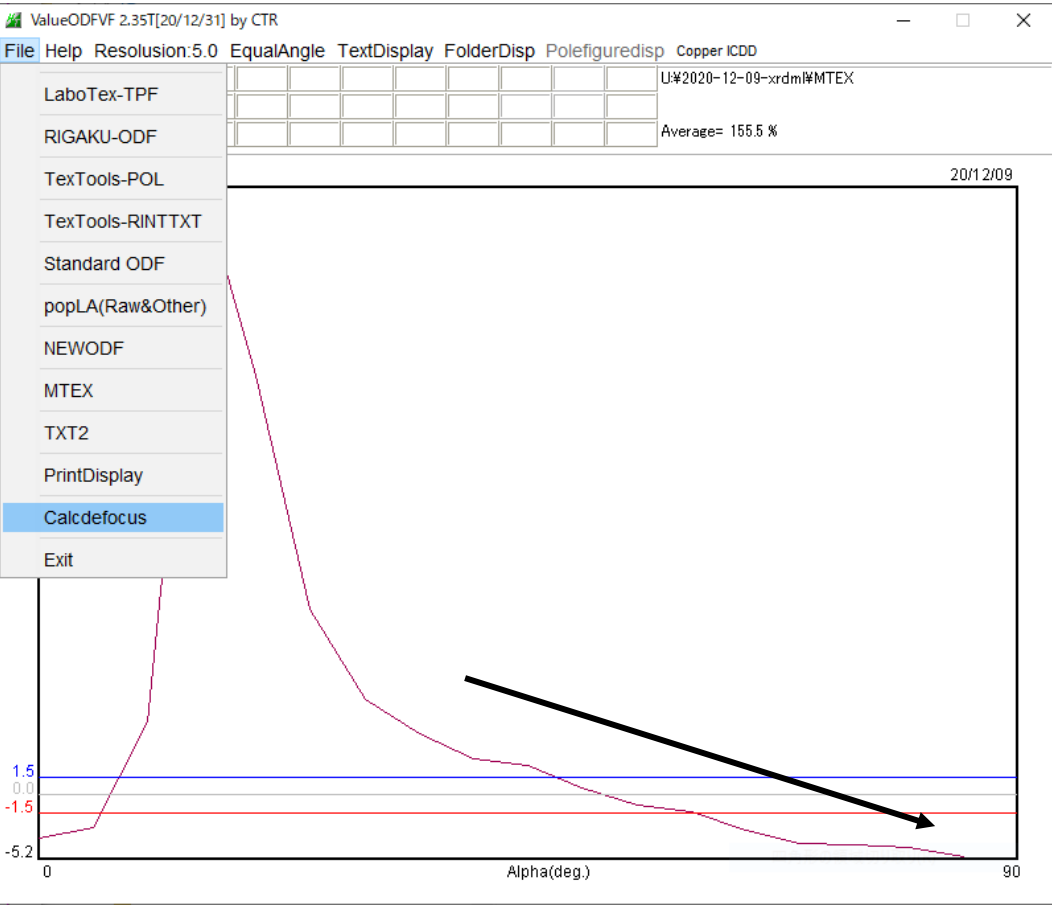 ValueODFVF 2.35T[20/12/31] by CTR
File Help Resolusion:5.0 EqualAngle TextDisplay FolderDisp Polefiguredisp Copper ICDD
U:¥2020-12-09-xrdml¥MTEX
LaboTex-TPF
Average= 155.5 %
RIGAKU-ODF
20/12/09
TexTools-POL
TexTools-RINTTXT
Standard ODF
popLA(Raw&Other)
NEWODF
MTEX
TXT2
PrintDisplay
Calcdefocus
Exit
1.5
0.0
-1.5
-5.2
0 Alpha(deg.) 90